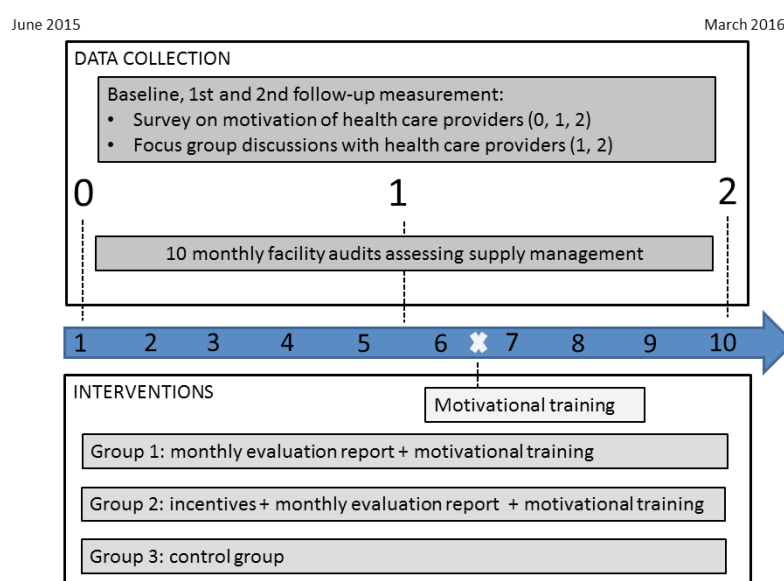 June 2015
March 2016
DATA COLLECTION
Baseline, 1st and 2nd follow-up measurement:
• Survey on motivation of health care providers (0, 1, 2)
• Focus group discussions with health care providers (1, 2)
0 1 2
10 monthly facility audits assessing supply management
1 2 3 4 5 6 7 8 9 10
INTERVENTIONS
Motivational training
Group 1: monthly evaluation report + motivational training
Group 2: incentives + monthly evaluation report + motivational training
Group 3: control group